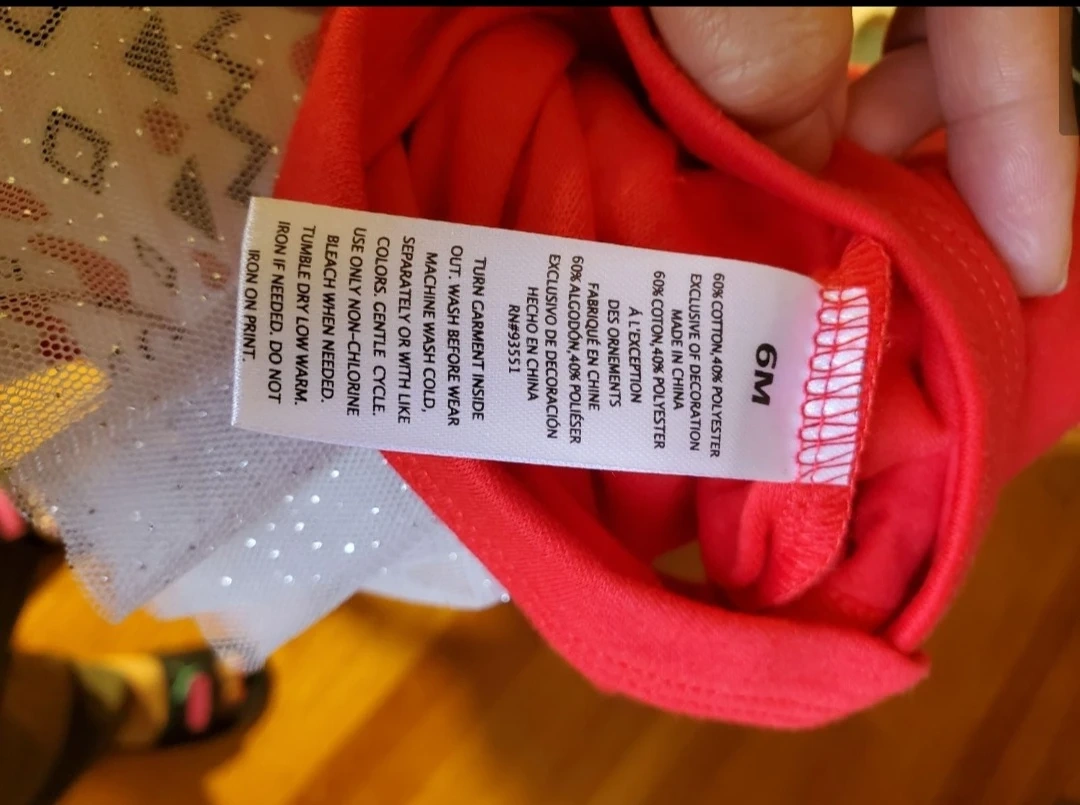 6M
60% COTTON,40% POLYESTER
EXCLUSIVE OF DECORATION
MADE IN CHINA
60% COTON,40% POLYESTER
À L'EXCEPTION
DES ORNEMENTS
FABRIQUÉ EN CHINE
60% ALGODÓN,40% POLIÉSER
EXCLUSIVO DE DECORACIÓN
HECHO EN CHINA
RN#93551
TURN GARMENT INSIDE
OUT. WASH BEFORE WEAR
MACHINE WASH COLD,
SEPARATELY OR WITH LIKE
COLORS. GENTLE CYCLE.
USE ONLY NON-CHLORINE
BLEACH WHEN NEEDED.
TUMBLE DRY LOW WARM.
IRON IF NEEDED. DO NOT
IRON ON PRINT.